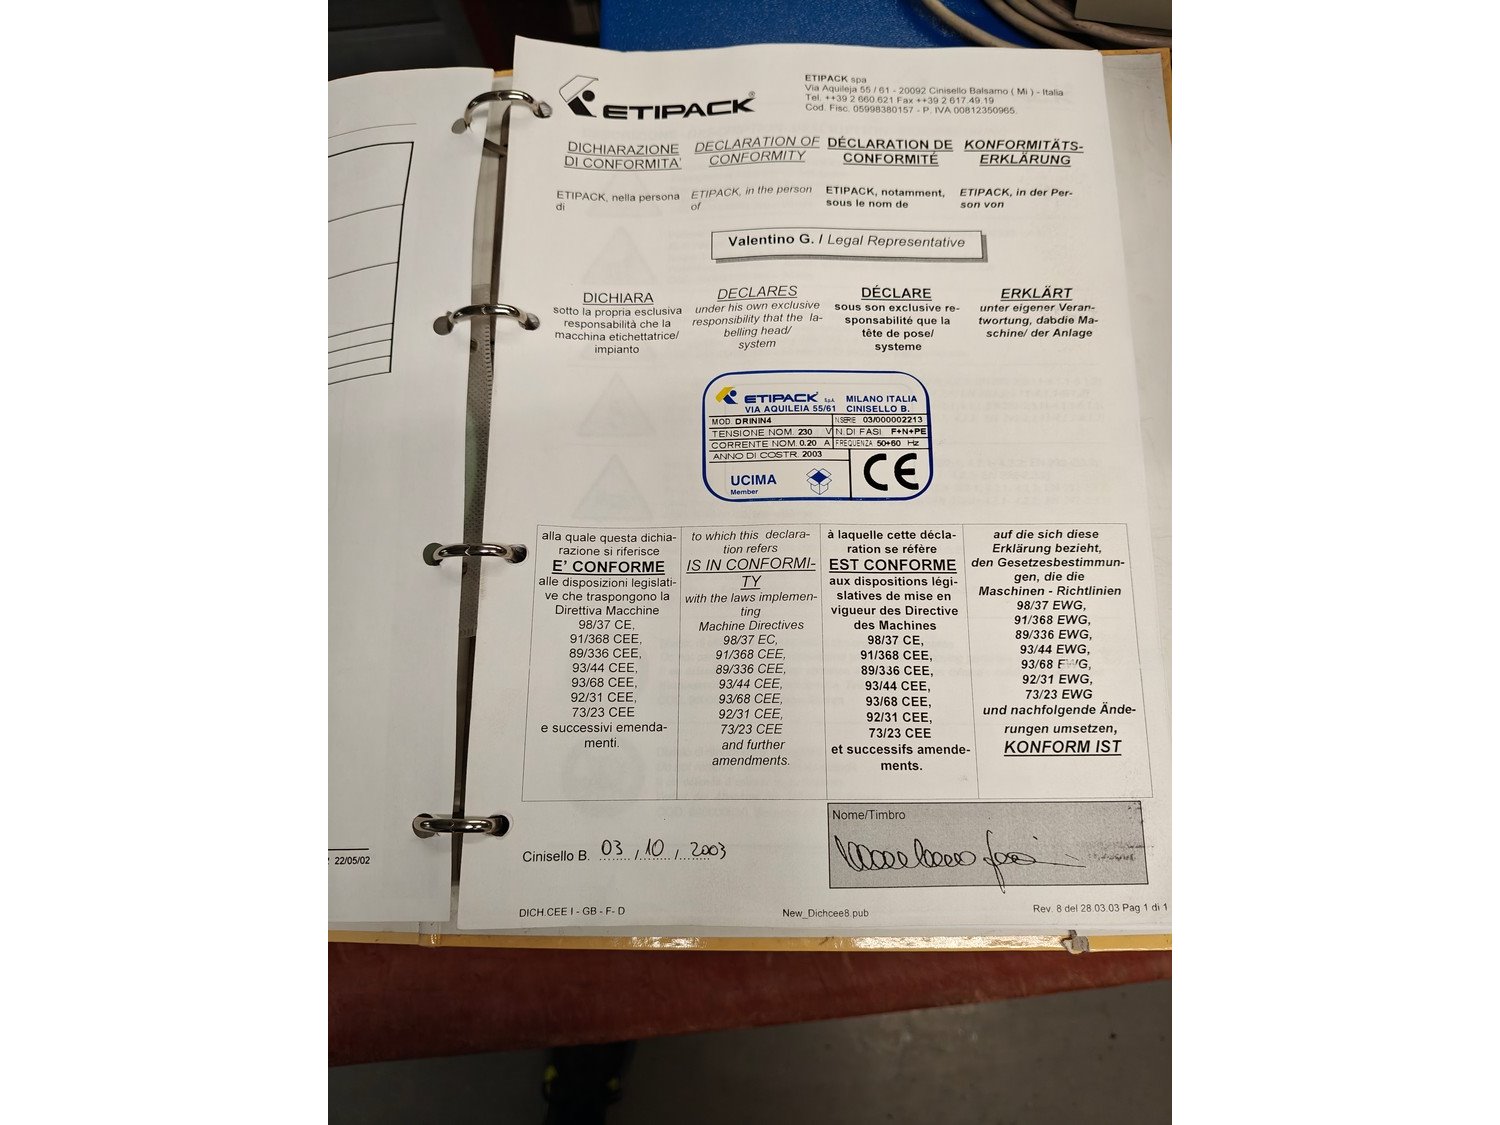 ETIPACK®
ETIPACK spa
Via Aquileja 55 / 61 - 20092 Cinisello Balsamo ( Mi ) - Italia
Tel. ++39 2 660.621 Fax ++39 2 617.49.19
Cod. Fisc. 05998380157 - P. IVA 00812350965.
DICHIARAZIONE
DI CONFORMITA'
DECLARATION OF
CONFORMITY
DÉCLARATION DE
CONFORMITÉ
KONFORMITÄTS-
ERKLÄRUNG
ETIPACK, nella persona
di
ETIPACK, in the person
of
ETIPACK, notamment,
sous le nom de
ETIPACK, in der Per-
son von
Valentino G. / Legal Representative
DICHIARA
sotto la propria esclusiva
responsabilità che la
macchina etichettatrice/
impianto
DECLARES
under his own exclusive
responsibility that the la-
belling head/
system
DÉCLARE
sous son exclusive re-
sponsabilité que la
tête de pose/
systeme
ERKLÄRT
unter eigener Verant-
twortung, dabdie Ma-
schine/ der Anlage
ETIPACK S.p.A. MILANO ITALIA
VIA AQUILEIA 55/61 CINISELLO B.
MOD. DRININ4 N.SERIE 03/000002213
TENSIONE NOM. 230 V N. DI FASI F+N+PE
CORRENTE NOM. 0.20 A FREQUENZA 50+60 Hz
ANNO DI COSTR. 2003
UCIMA
Member
CE
alla quale questa dichia-
razione si riferisce
E' CONFORME
alle disposizioni legislati-
ve che traspongono la
Direttiva Macchine
98/37 CE,
91/368 CEE,
89/336 CEE,
93/44 CEE,
93/68 CEE,
92/31 CEE,
73/23 CEE
e successivi emenda-
menti.
to which this declara-
tion refers
IS IN CONFORMI-
TY
with the laws implemen-
ting
Machine Directives
98/37 EC,
91/368 CEE,
89/336 CEE,
93/44 CEE,
93/68 CEE,
92/31 CEE,
73/23 CEE
and further
amendments.
à laquelle cette décla-
ration se réfère
EST CONFORME
aux dispositions légi-
slatives de mise en
vigueur des Directive
des Machines
98/37 CE,
91/368 CEE,
89/336 CEE,
93/44 CEE,
93/68 CEE,
92/31 CEE,
73/23 CEE
et successifs amende-
ments.
auf die sich diese
Erklärung bezieht,
den Gesetzesbestimmun-
gen, die die
Maschinen - Richtlinien
98/37 EWG,
91/368 EWG,
89/336 EWG,
93/44 EWG,
93/68 EWG,
92/31 EWG,
73/23 EWG
und nachfolgende Ände-
rungen umsetzen,
KONFORM IST
Nome/Timbro
Cinisello B. 03 / 10 / 2003
22/05/02
DICH.CEE I - GB - F- D
New_Dichcee8.pub
Rev. 8 del 28.03.03 Pag 1 di 1